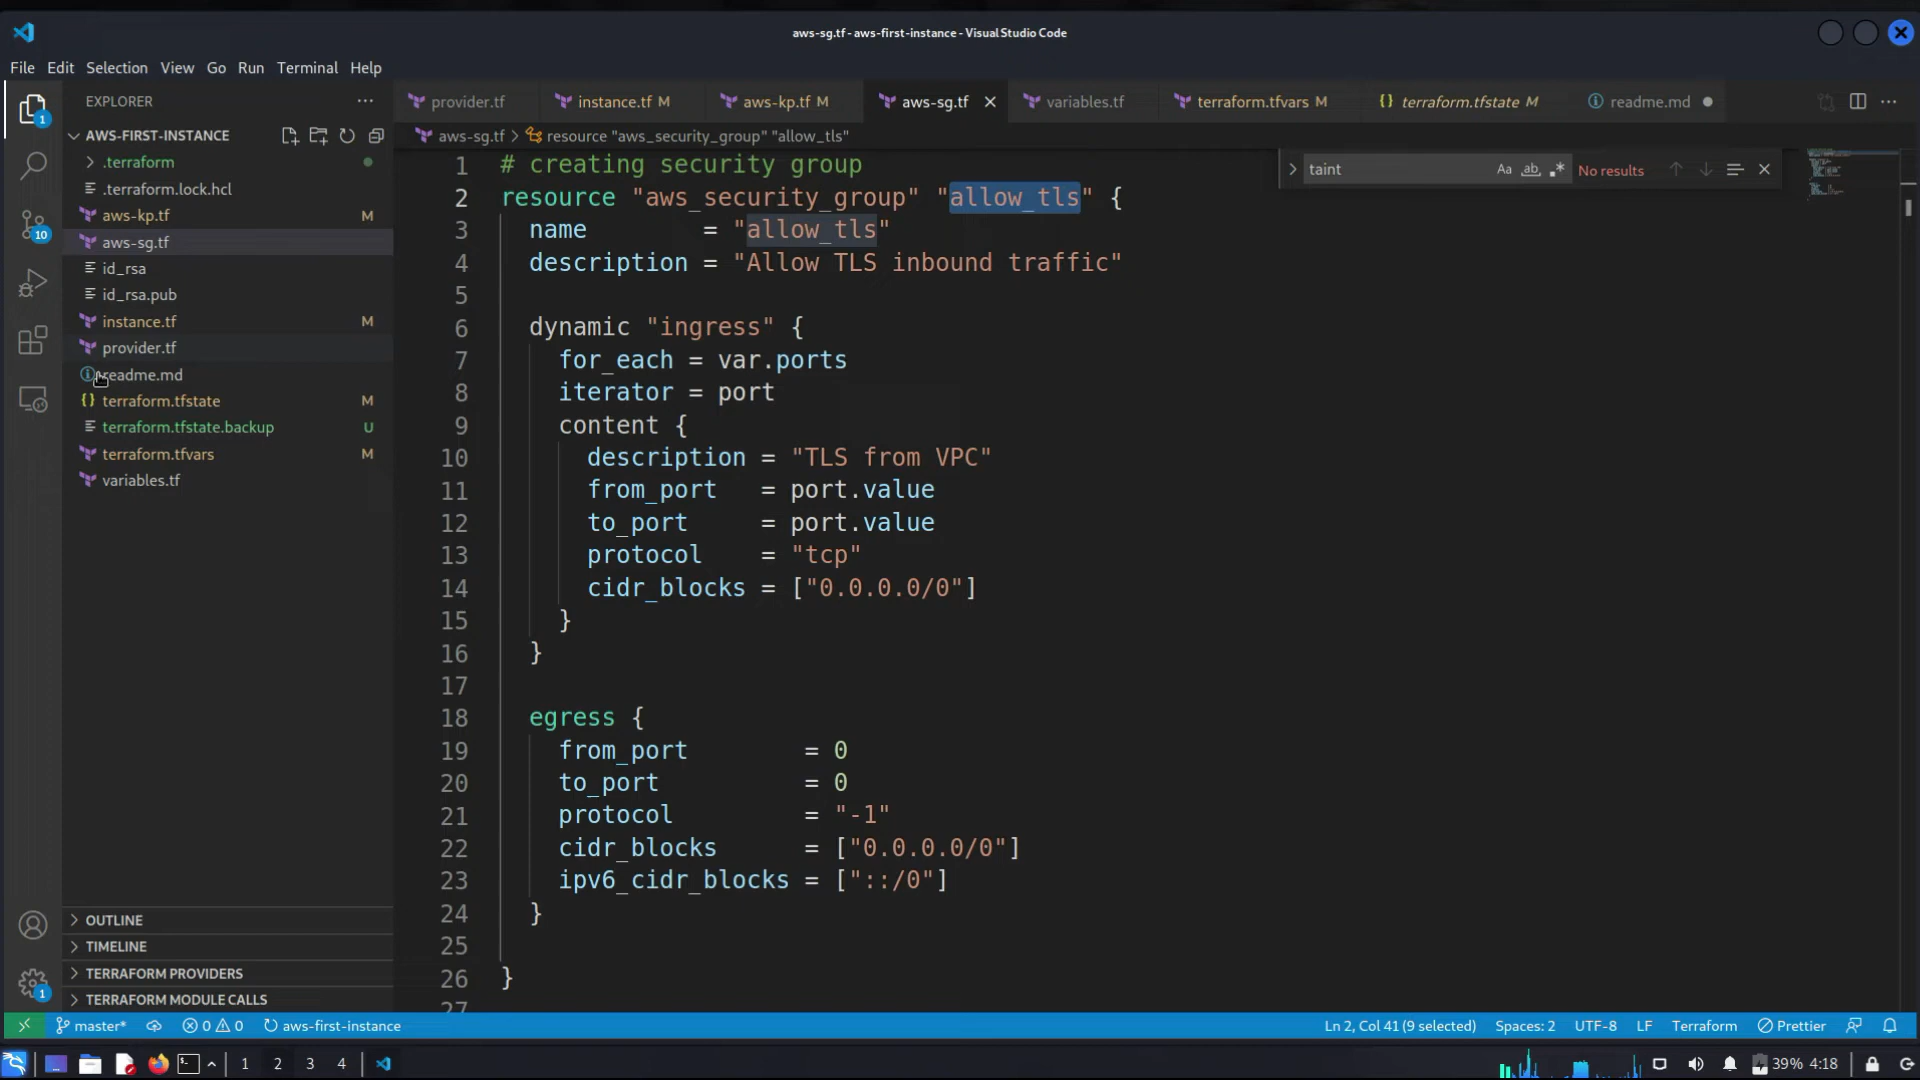 aws-sg.tf - aws-first-instance - Visual Studio Code
File Edit Selection View Go Run Terminal Help
EXPLORER
provider.tf
instance.tf M
aws-kp.tf M
aws-sg.tf
variables.tf
terraform.tfvars M
terraform.tfstate M
readme.md
aws-sg.tf > resource "aws_security_group" "allow_tls"
taint
Aa ab
No results
1
AWS-FIRST-INSTANCE
.terraform
.terraform.lock.hcl
aws-kp.tf M
aws-sg.tf
id_rsa
id_rsa.pub
instance.tf M
provider.tf
readme.md
terraform.tfstate M
terraform.tfstate.backup U
terraform.tfvars M
variables.tf
10
1
OUTLINE
TIMELINE
TERRAFORM PROVIDERS
TERRAFORM MODULE CALLS
1 # creating security group
2 resource "aws_security_group" "allow_tls" {
3 name = "allow_tls"
4 description = "Allow TLS inbound traffic"
5
6 dynamic "ingress" {
7 for_each = var.ports
8 iterator = port
9 content {
10 description = "TLS from VPC"
11 from_port = port.value
12 to_port = port.value
13 protocol = "tcp"
14 cidr_blocks = ["0.0.0.0/0"]
15 }
16 }
17
18 egress {
19 from_port = 0
20 to_port = 0
21 protocol = "-1"
22 cidr_blocks = ["0.0.0.0/0"]
23 ipv6_cidr_blocks = ["::/0"]
24 }
25
26 }
27
master* 0 0 aws-first-instance
Ln 2, Col 41 (9 selected) Spaces: 2 UTF-8 LF Terraform Prettier
1 2 3 4
39% 4:18